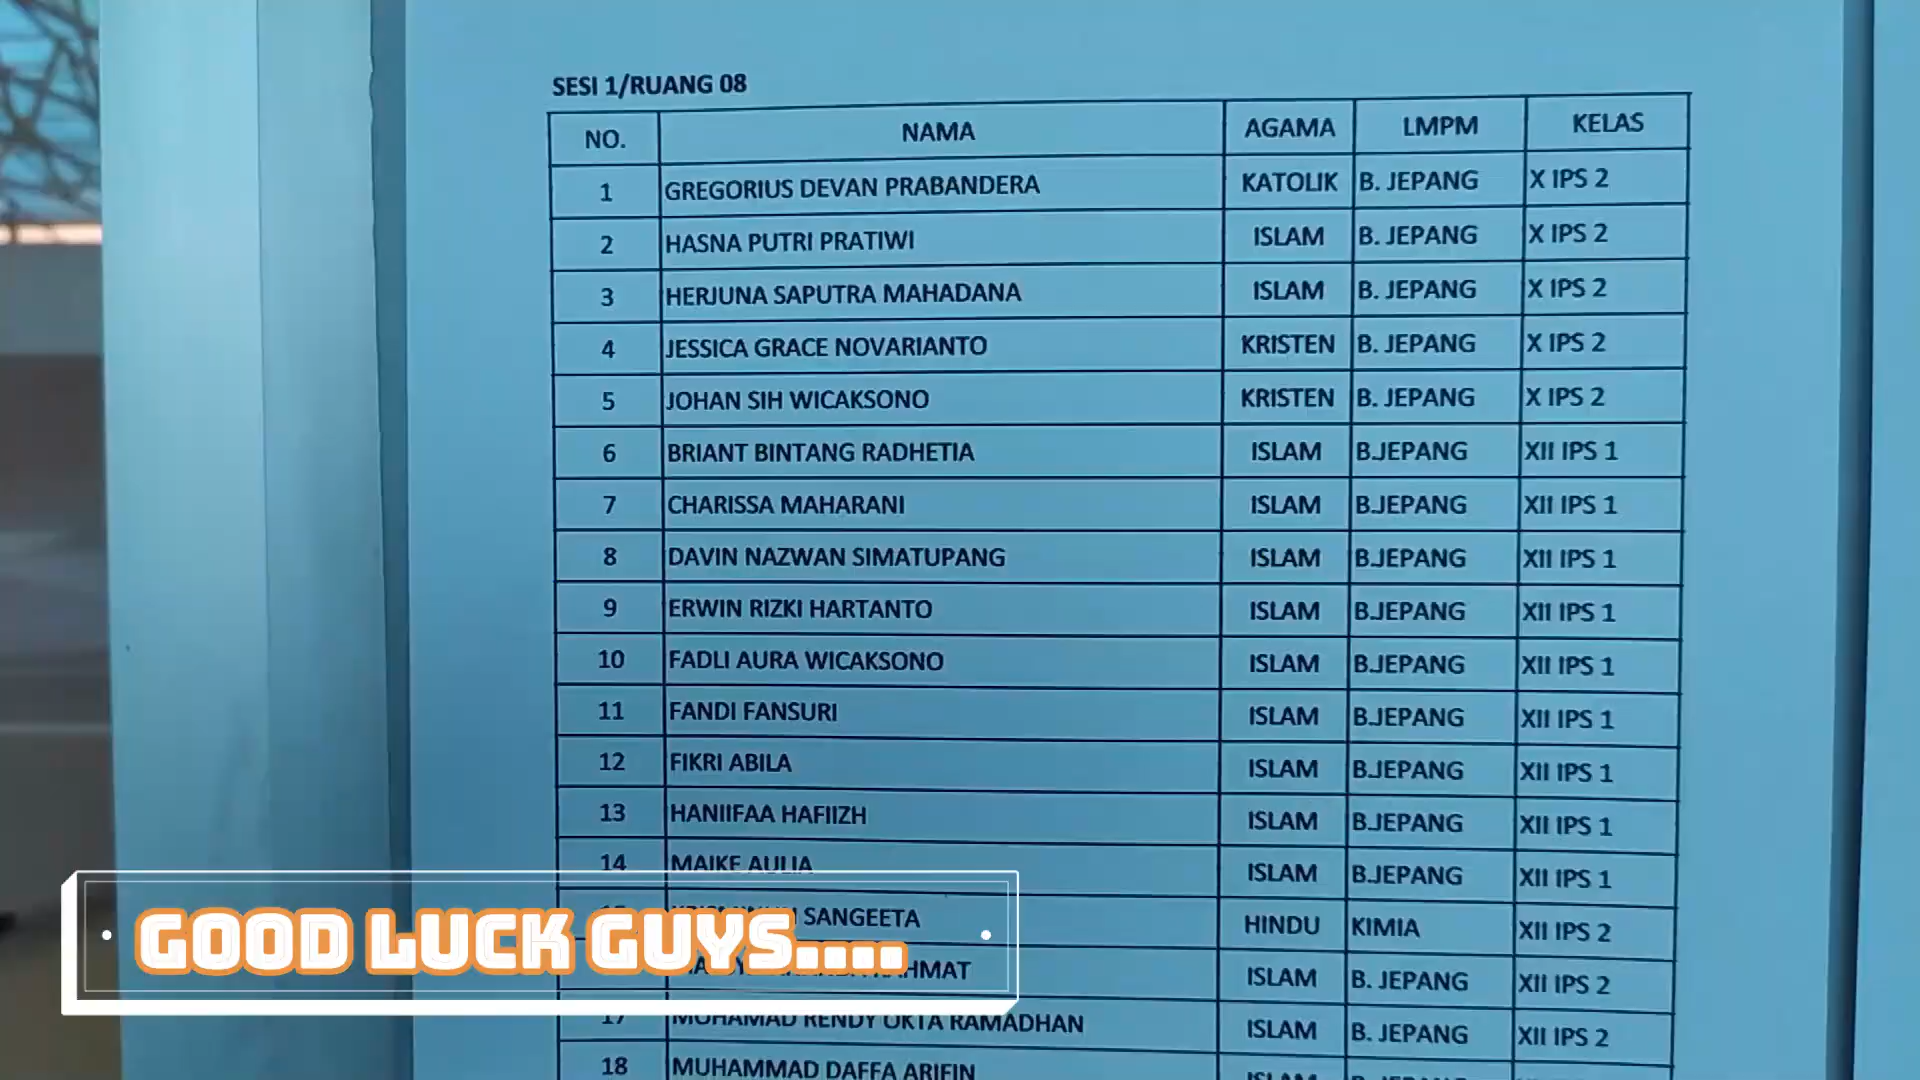 SESI 1/RUANG 08
NO. NAMA AGAMA LMPM KELAS
1 GREGORIUS DEVAN PRABANDERA KATOLIK B. JEPANG X IPS 2
2 HASNA PUTRI PRATIWI ISLAM B. JEPANG X IPS 2
3 HERJUNA SAPUTRA MAHADANA ISLAM B. JEPANG X IPS 2
4 JESSICA GRACE NOVARIANTO KRISTEN B. JEPANG X IPS 2
5 JOHAN SIH WICAKSONO KRISTEN B. JEPANG X IPS 2
6 BRIANT BINTANG RADHETIA ISLAM B.JEPANG XII IPS 1
7 CHARISSA MAHARANI ISLAM B.JEPANG XII IPS 1
8 DAVIN NAZWAN SIMATUPANG ISLAM B.JEPANG XII IPS 1
9 ERWIN RIZKI HARTANTO ISLAM B.JEPANG XII IPS 1
10 FADLI AURA WICAKSONO ISLAM B.JEPANG XII IPS 1
11 FANDI FANSURI ISLAM B.JEPANG XII IPS 1
12 FIKRI ABILA ISLAM B.JEPANG XII IPS 1
13 HANIIFAA HAFIIZH ISLAM B.JEPANG XII IPS 1
14 MAIKE AULIA ISLAM B.JEPANG XII IPS 1
SANGEETA HINDU KIMIA XII IPS 2
ISLAM B. JEPANG XII IPS 2
17 MOHAMAD RENDY OKTA RAMADHAN ISLAM B. JEPANG XII IPS 2
18 MUHAMMAD DAFFA ARIFIN ISLAM
GOOD LUCK GUYS....